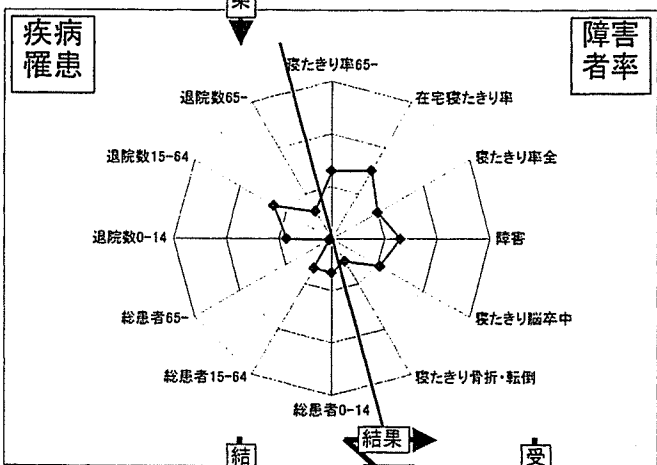 果
疾病
罹患
障害
者率
寝たきり率65-
退院数65-
在宅寝たきり率
退院数15-64
寝たきり率全
退院数0-14
障害
総患者65-
寝たきり脳卒中
総患者15-64
寝たきり骨折・転倒
総患者0-14
結果
結
受